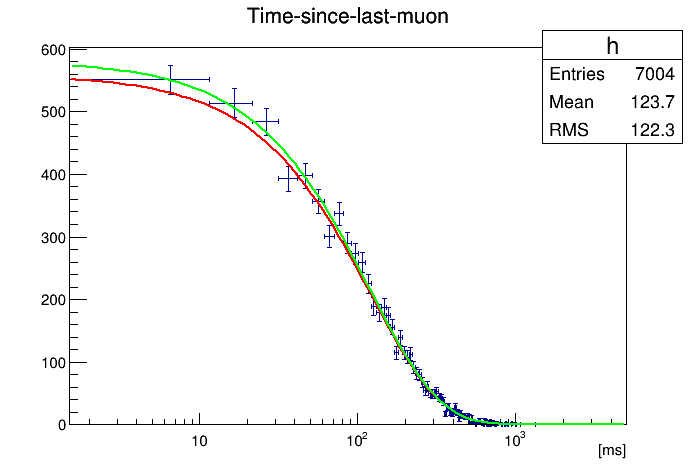 Time-since-last-muon
h
Entries 7004
Mean 123.7
RMS 122.3
600
500
400
300
200
100
0
10 10² 10³
[ms]